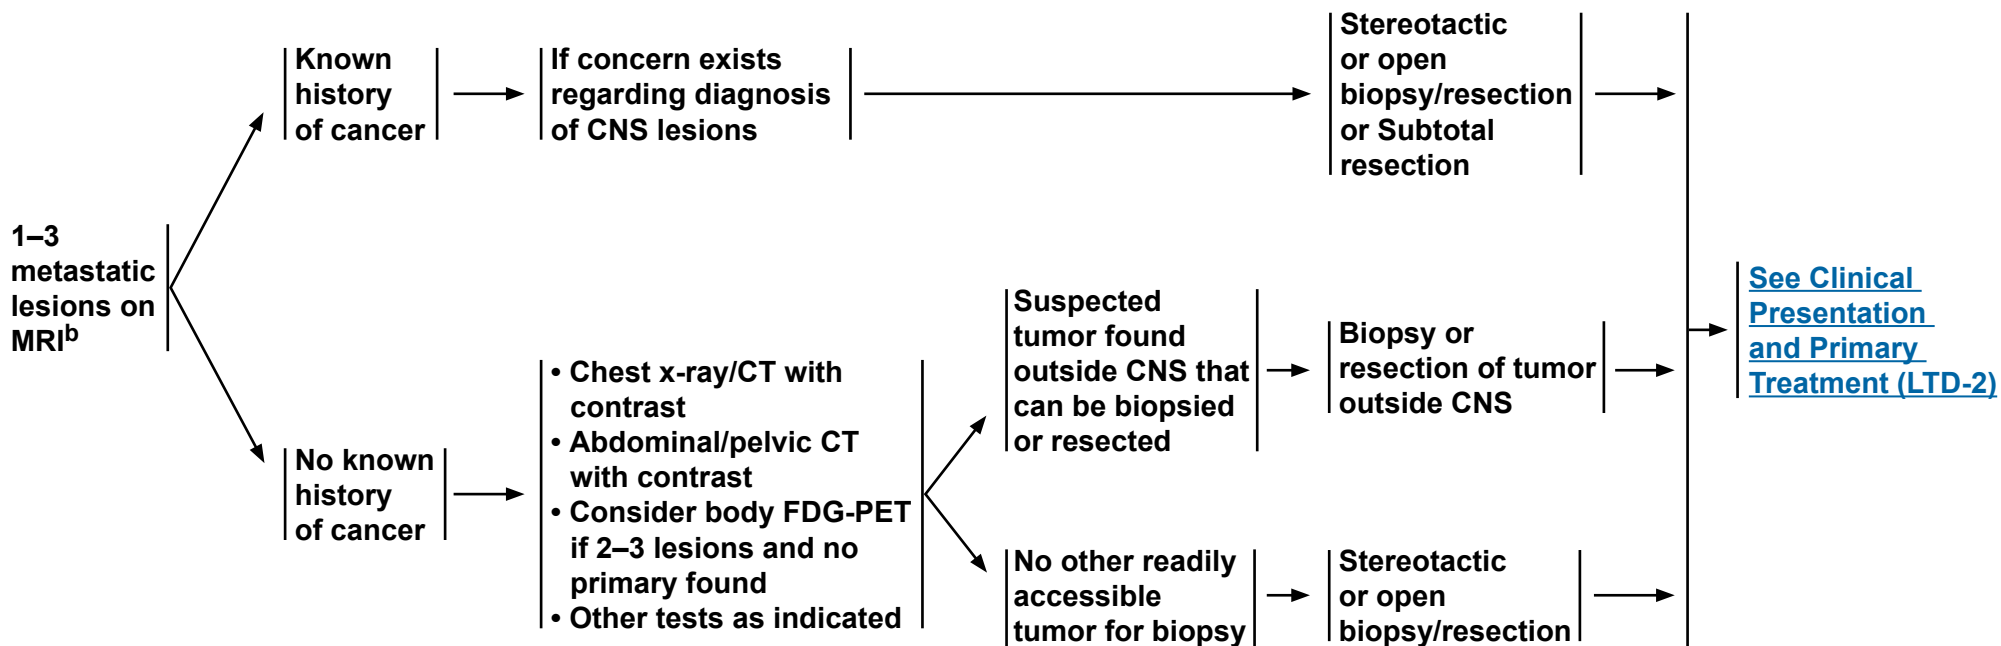 1–3
metastatic
lesions on
MRIᵇ
Known
history
of cancer
If concern exists
regarding diagnosis
of CNS lesions
Stereotactic
or open
biopsy/resection
or Subtotal
resection
No known
history
of cancer
• Chest x-ray/CT with
contrast
• Abdominal/pelvic CT
with contrast
• Consider body FDG-PET
if 2–3 lesions and no
primary found
• Other tests as indicated
Suspected
tumor found
outside CNS that
can be biopsied
or resected
Biopsy or
resection of tumor
outside CNS
No other readily
accessible
tumor for biopsy
Stereotactic
or open
biopsy/resection
See Clinical
Presentation
and Primary
Treatment (LTD-2)